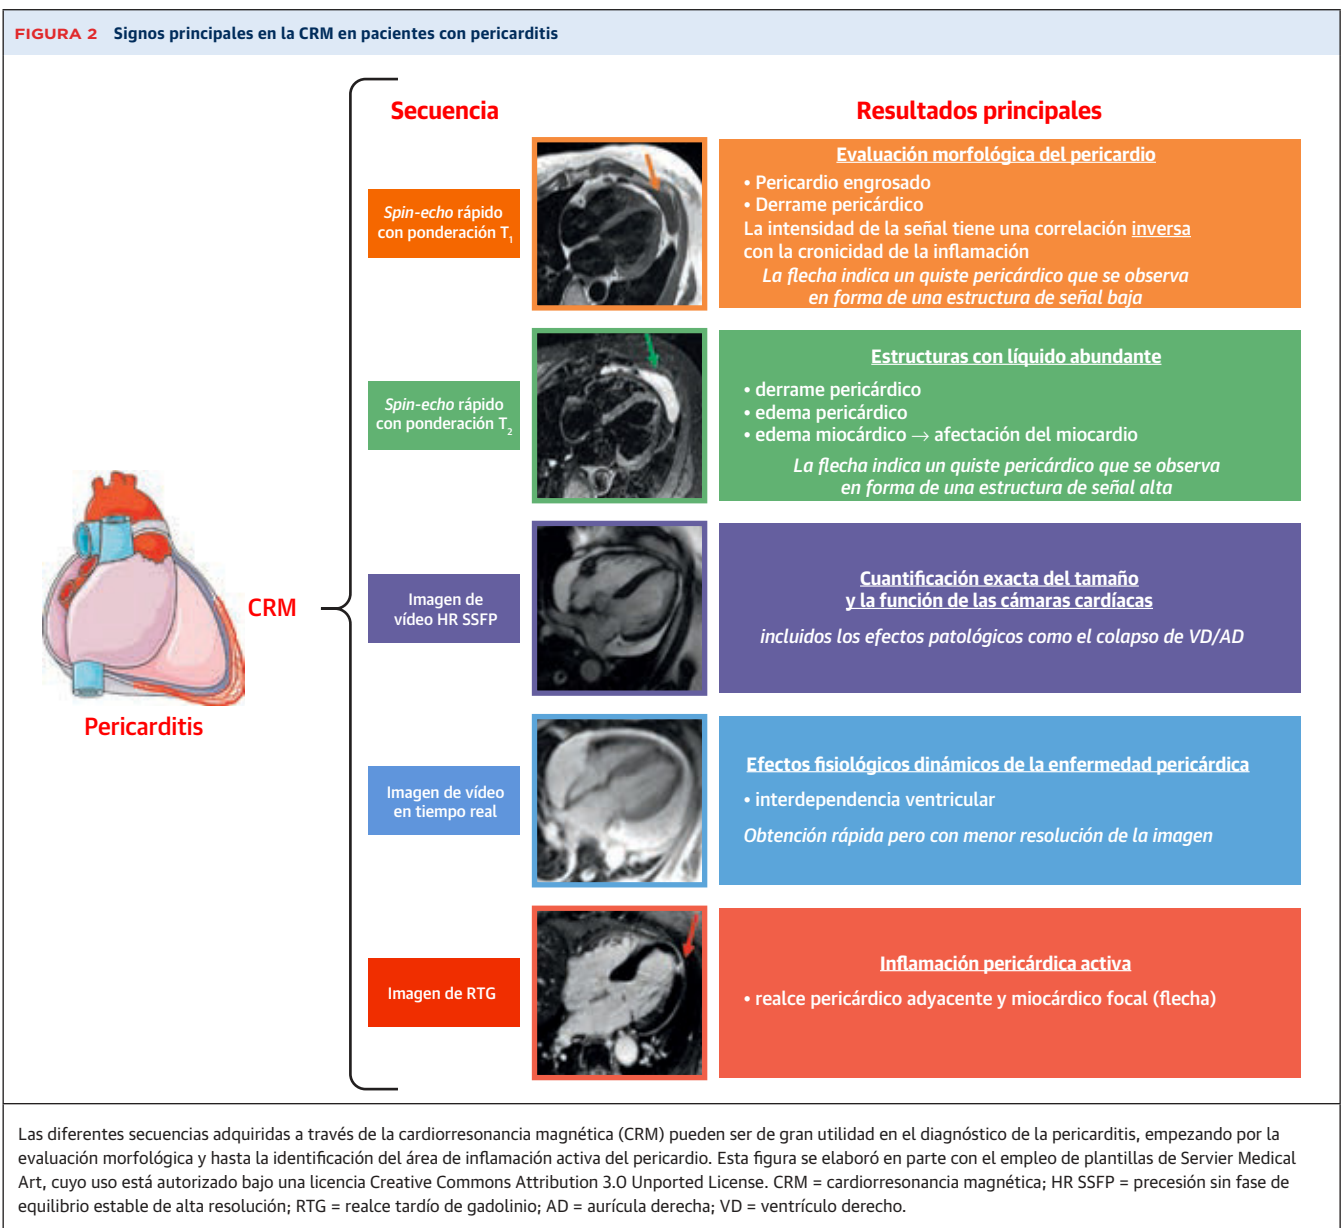 FIGURA 2 Signos principales en la CRM en pacientes con pericarditis
Secuencia
Resultados principales
Spin-echo rápido
con ponderación T1
Evaluación morfológica del pericardio
• Pericardio engrosado
• Derrame pericárdico
La intensidad de la señal tiene una correlación inversa
con la cronicidad de la inflamación
La flecha indica un quiste pericárdico que se observa
en forma de una estructura de señal baja
Spin-echo rápido
con ponderación T2
Estructuras con líquido abundante
• derrame pericárdico
• edema pericárdico
• edema miocárdico → afectación del miocardio
La flecha indica un quiste pericárdico que se observa
en forma de una estructura de señal alta
Pericarditis
CRM
Imagen de
vídeo HR SSFP
Cuantificación exacta del tamaño
y la función de las cámaras cardíacas
incluidos los efectos patológicos como el colapso de VD/AD
Imagen de vídeo
en tiempo real
Efectos fisiológicos dinámicos de la enfermedad pericárdica
• interdependencia ventricular
Obtención rápida pero con menor resolución de la imagen
Imagen de RTG
Inflamación pericárdica activa
• realce pericárdico adyacente y miocárdico focal (flecha)
Las diferentes secuencias adquiridas a través de la cardiorresonancia magnética (CRM) pueden ser de gran utilidad en el diagnóstico de la pericarditis, empezando por la
evaluación morfológica y hasta la identificación del área de inflamación activa del pericardio. Esta figura se elaboró en parte con el empleo de plantillas de Servier Medical
Art, cuyo uso está autorizado bajo una licencia Creative Commons Attribution 3.0 Unported License. CRM = cardiorresonancia magnética; HR SSFP = precesión sin fase de
equilibrio estable de alta resolución; RTG = realce tardío de gadolinio; AD = aurícula derecha; VD = ventrículo derecho.